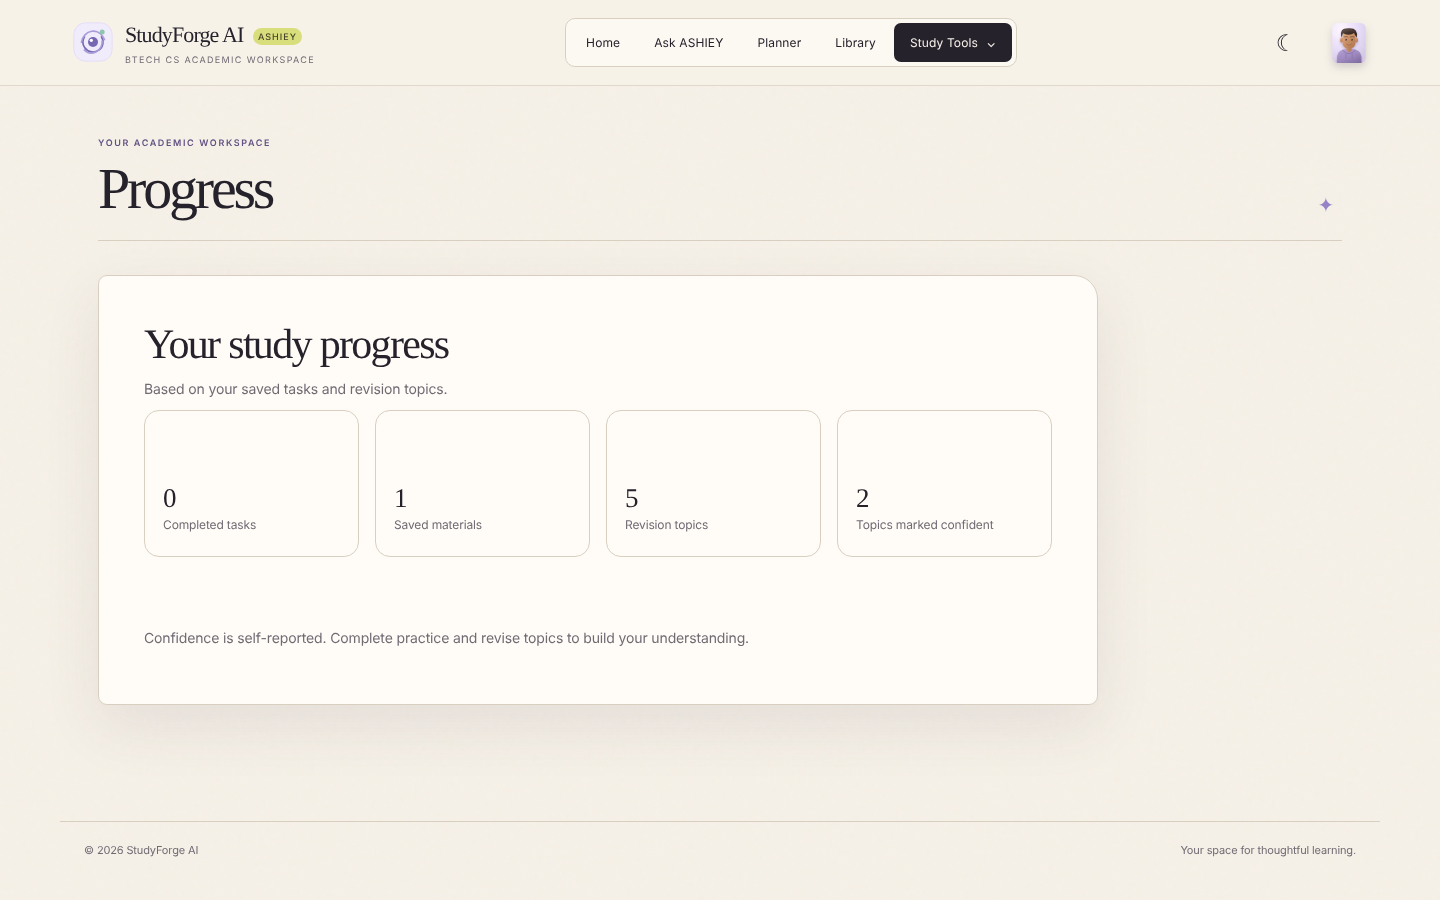 StudyForge AI ASHIEY
BTECH CS ACADEMIC WORKSPACE
Home Ask ASHIEY Planner Library Study Tools
YOUR ACADEMIC WORKSPACE
Progress
Your study progress
Based on your saved tasks and revision topics.
0
Completed tasks
1
Saved materials
5
Revision topics
2
Topics marked confident
Confidence is self-reported. Complete practice and revise topics to build your understanding.
© 2026 StudyForge AI
Your space for thoughtful learning.